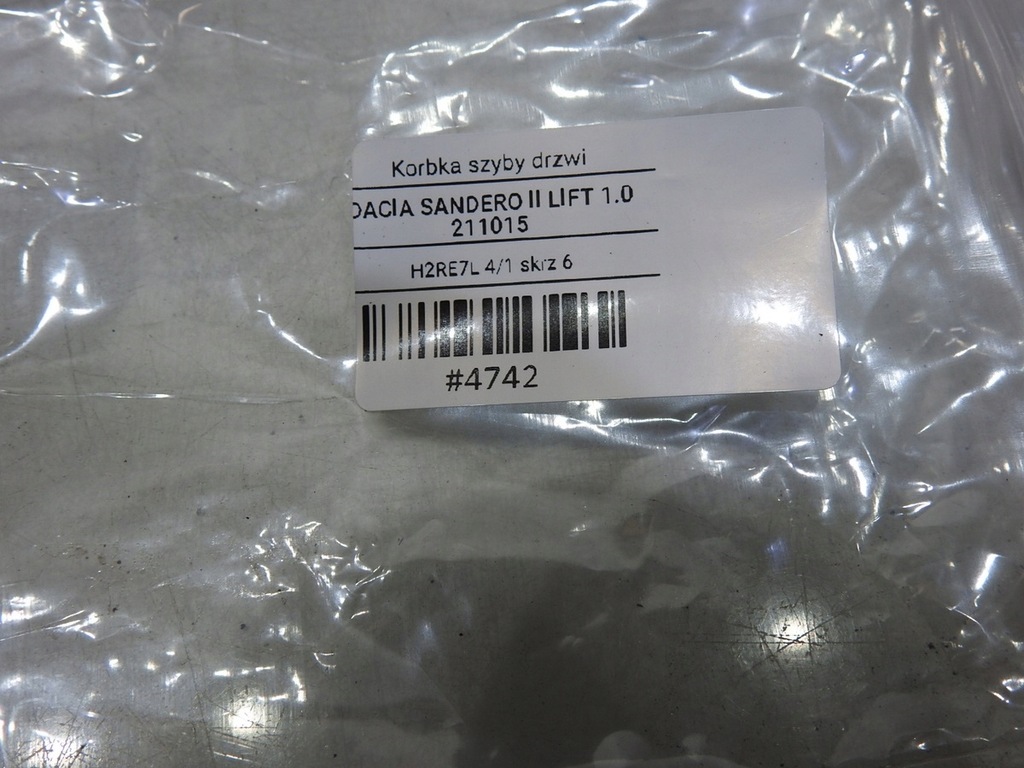 Korbka szyby drzwi
DACIA SANDERO II LIFT 1.0
211015
H2RE7L 4/1 skrz 6
#4742